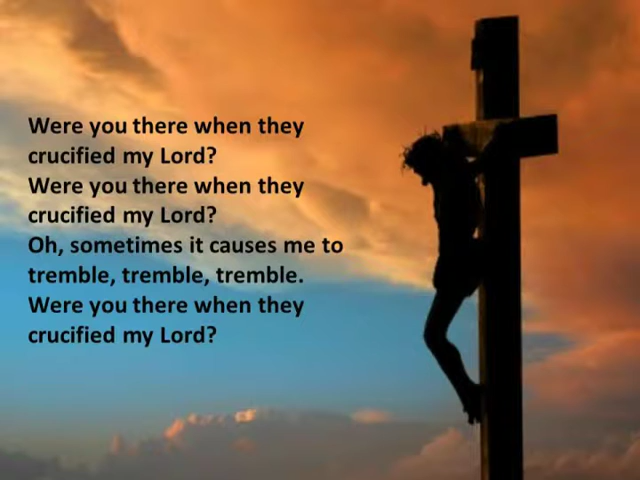 Were you there when they
crucified my Lord?
Were you there when they
crucified my Lord?
Oh, sometimes it causes me to
tremble, tremble, tremble.
Were you there when they
crucified my Lord?